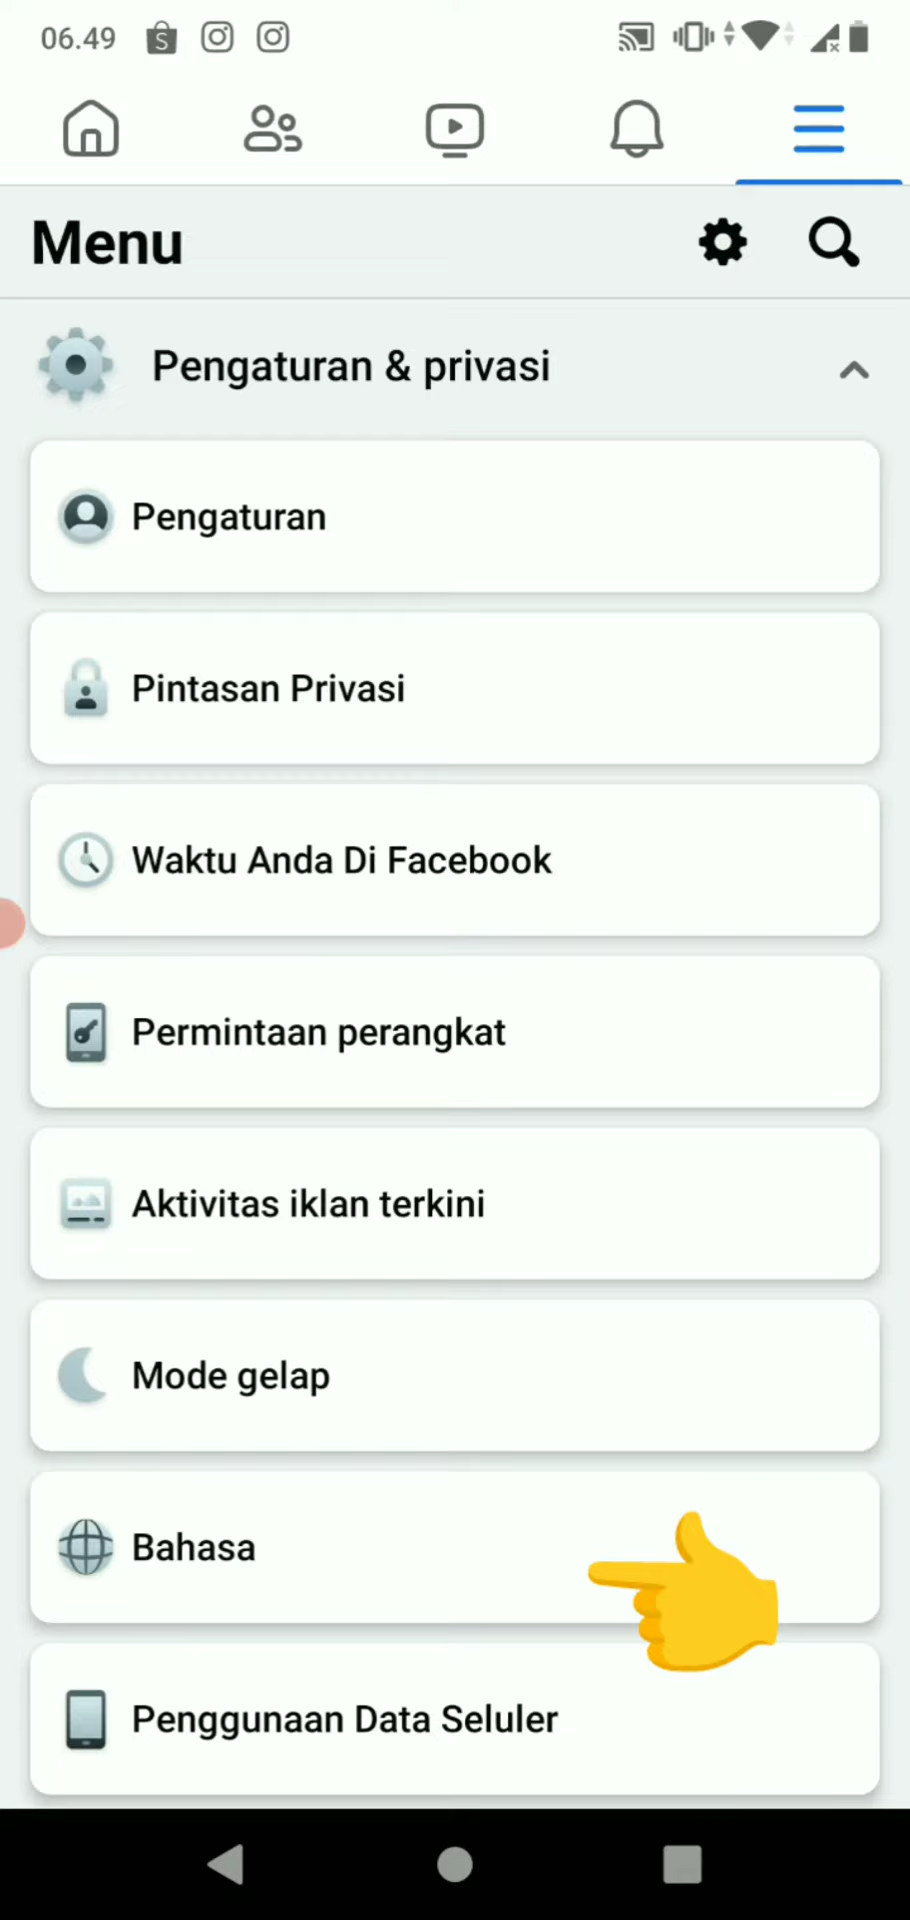 06.49
Menu
Pengaturan & privasi
Pengaturan
Pintasan Privasi
Waktu Anda Di Facebook
Permintaan perangkat
Aktivitas iklan terkini
Mode gelap
Bahasa
Penggunaan Data Seluler